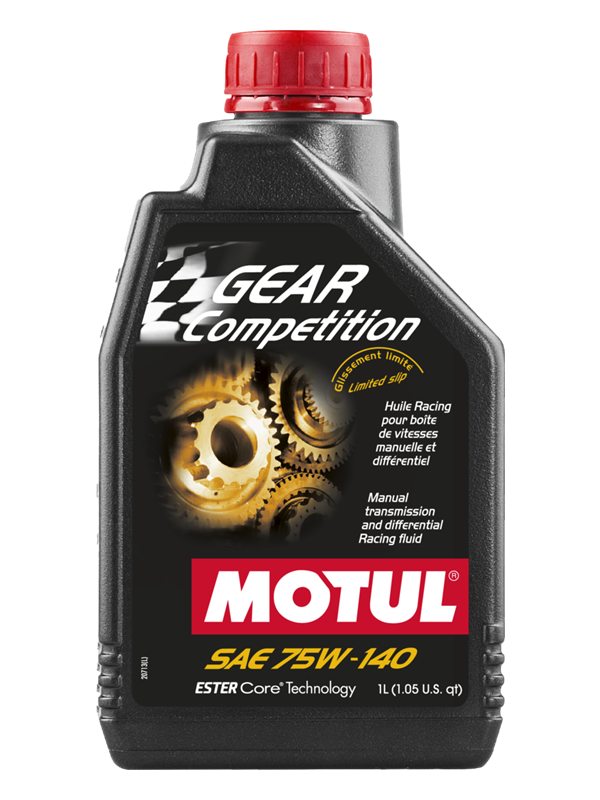 GEAR
Competition
Glissement limité
Limited slip
Huile Racing
pour boîte
de vitesses
manuelle et
différentiel
Manual
transmission
and differential
Racing fluid
MOTUL®
SAE 75W-140
ESTER Core® Technology
1L (1.05 U.S. qt)
20713(L)